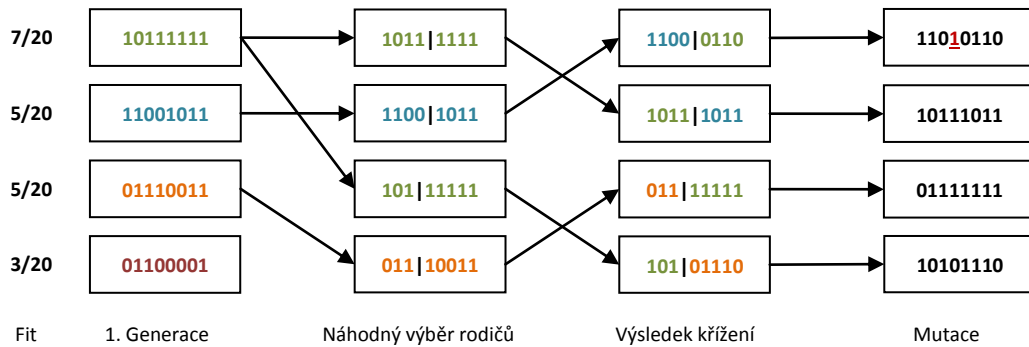 7/20 10111111 1011|1111 1100|0110 11010110
5/20 11001011 1100|1011 1011|1011 10111011
5/20 01110011 101|11111 011|11111 01111111
3/20 01100001 011|10011 101|01110 10101110
Fit 1. Generace Náhodný výběr rodičů Výsledek křížení Mutace